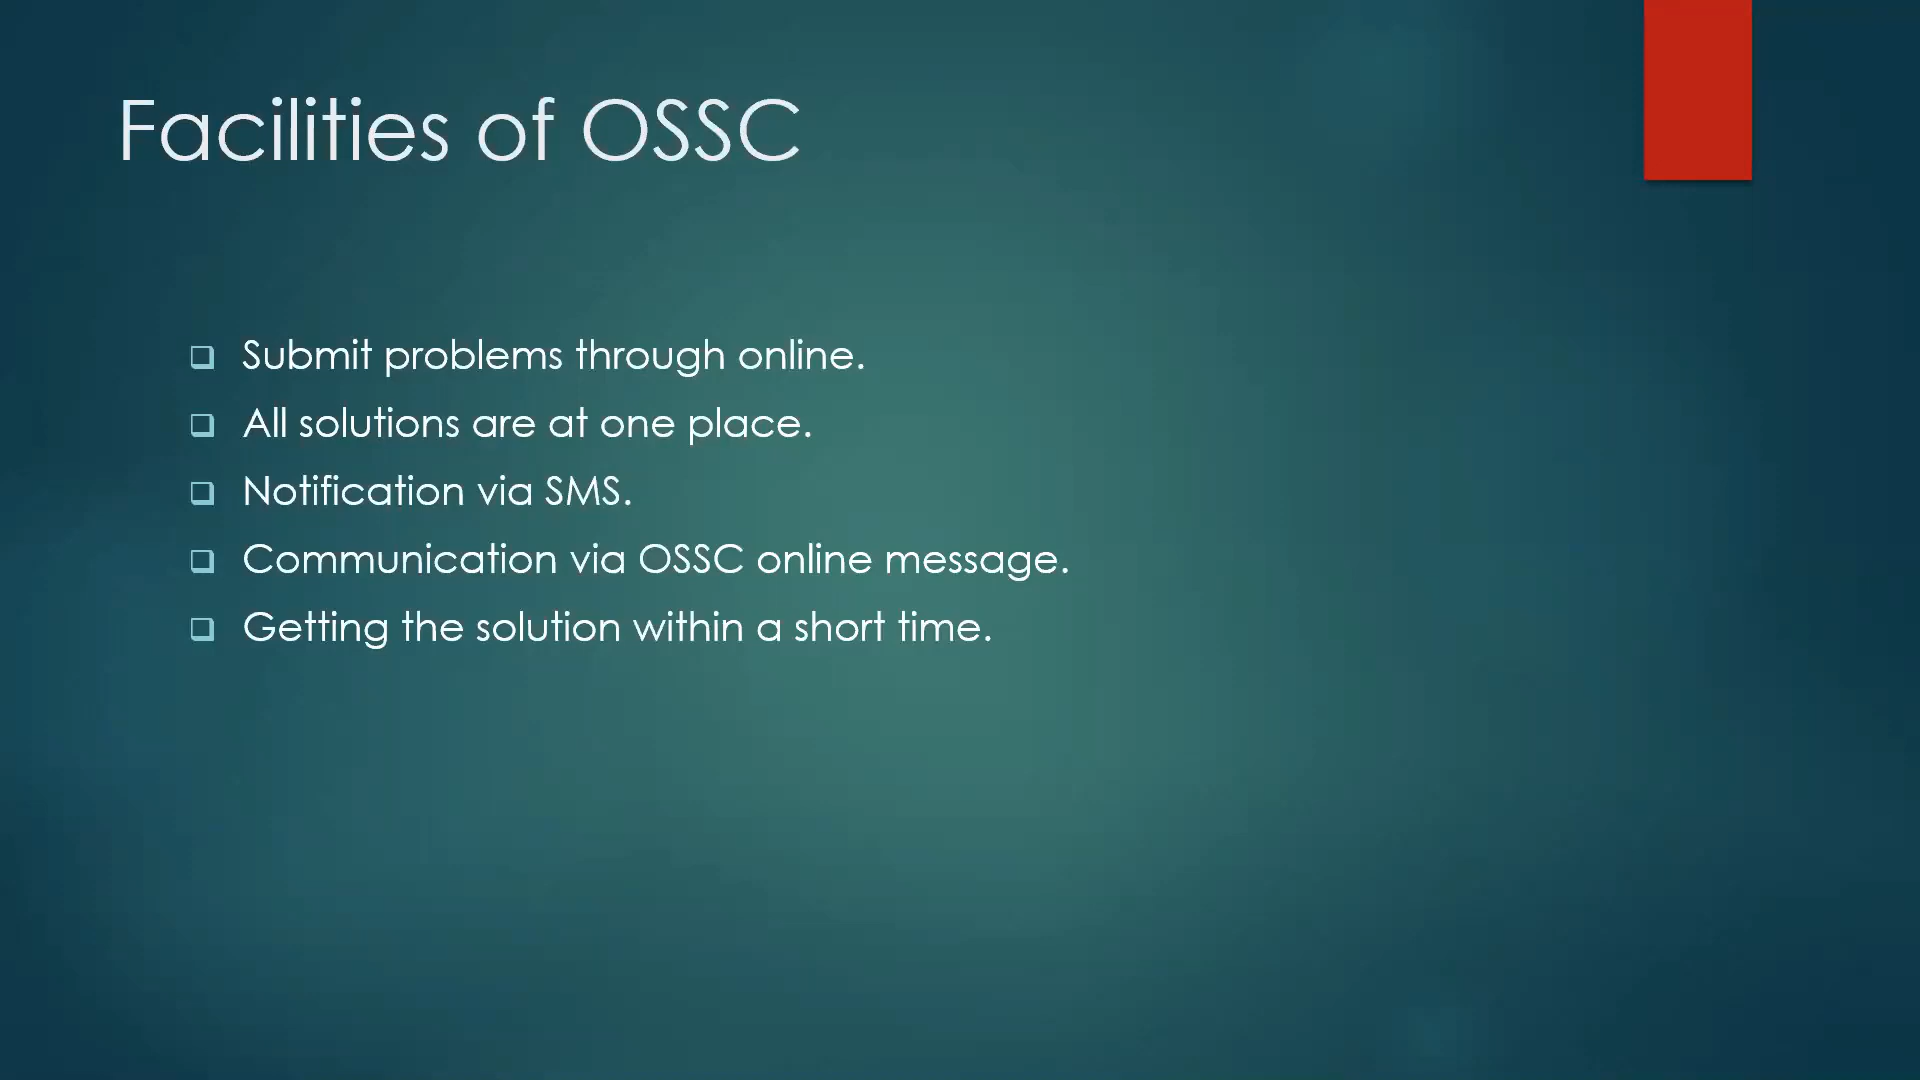 Facilities of OSSC
Submit problems through online.
All solutions are at one place.
Notification via SMS.
Communication via OSSC online message.
Getting the solution within a short time.